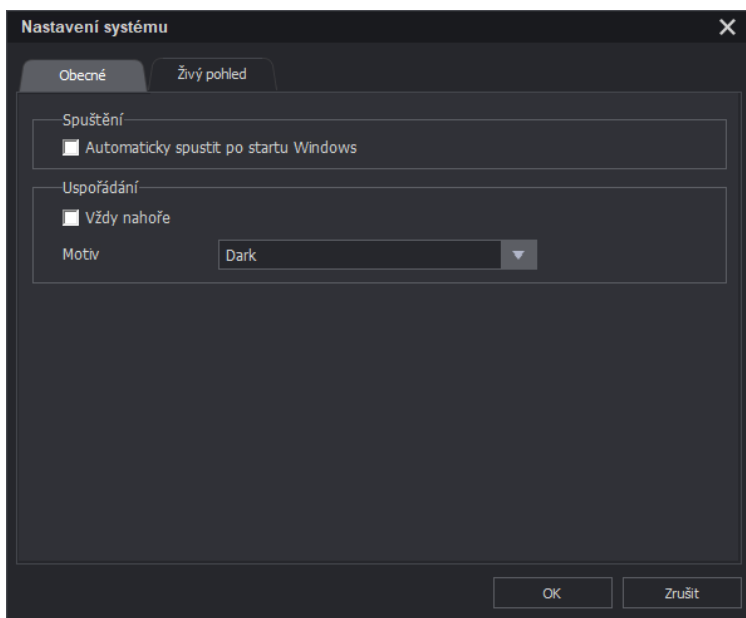 Nastavení systému
Obecné
Živý pohled
Spuštění
Automaticky spustit po startu Windows
Uspořádání
Vždy nahoře
Motiv
Dark
OK
Zrušit